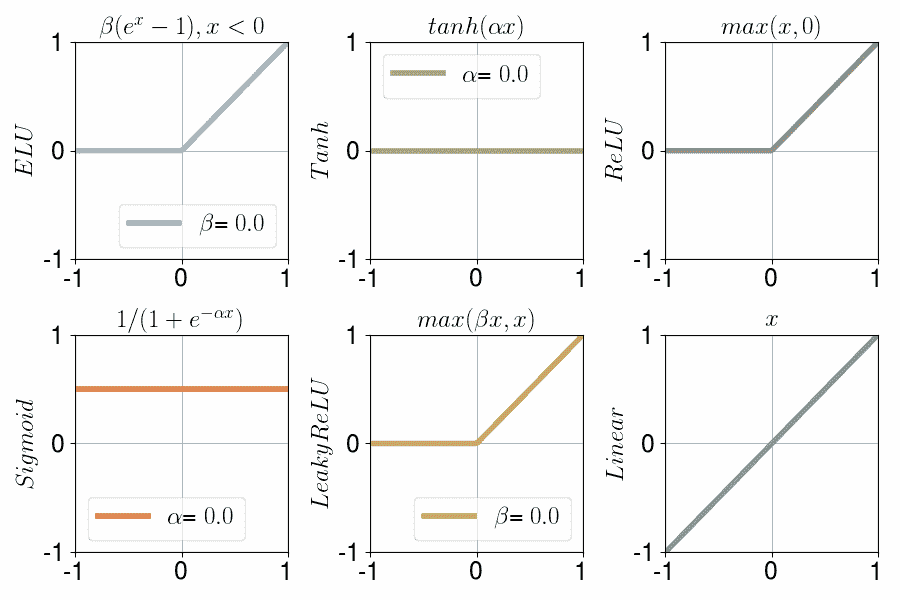 β(e^x − 1), x < 0
tanh(αx)
max(x, 0)
1
0
-1
ELU
β= 0.0
-1 0 1
1
0
-1
Tanh
α= 0.0
-1 0 1
1
0
-1
ReLU
-1 0 1
1/(1 + e^{−αx})
max(βx, x)
x
1
0
-1
Sigmoid
α= 0.0
-1 0 1
1
0
-1
LeakyReLU
β= 0.0
-1 0 1
1
0
-1
Linear
-1 0 1